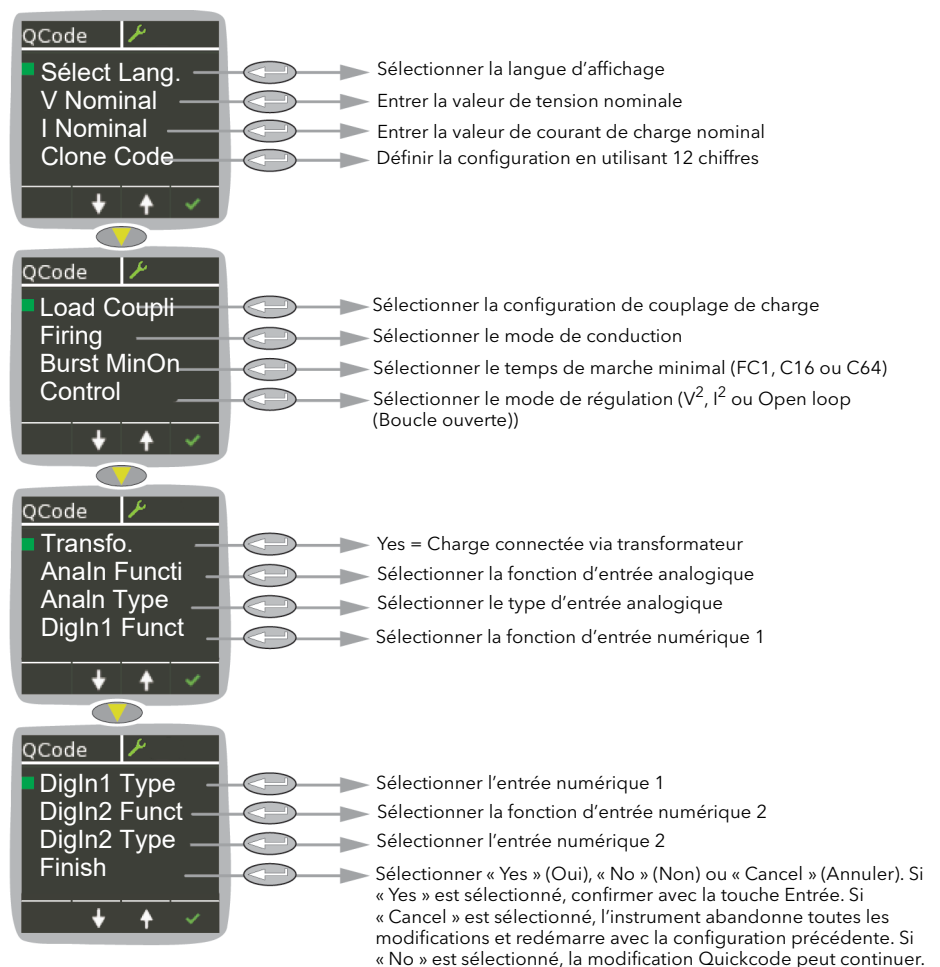 QCode
Sélect Lang.
Sélectionner la langue d’affichage
V Nominal
Entrer la valeur de tension nominale
I Nominal
Entrer la valeur de courant de charge nominal
Clone Code
Définir la configuration en utilisant 12 chiffres
QCode
Load Coupli
Sélectionner la configuration de couplage de charge
Firing
Sélectionner le mode de conduction
Burst MinOn
Sélectionner le temps de marche minimal (FC1, C16 ou C64)
Control
Sélectionner le mode de régulation (V², I² ou Open loop
(Boucle ouverte))
QCode
Transfo.
Yes = Charge connectée via transformateur
AnaIn Functi
Sélectionner la fonction d’entrée analogique
AnaIn Type
Sélectionner le type d’entrée analogique
DigIn1 Funct
Sélectionner la fonction d’entrée numérique 1
QCode
DigIn1 Type
Sélectionner l’entrée numérique 1
DigIn2 Funct
Sélectionner la fonction d’entrée numérique 2
DigIn2 Type
Sélectionner l’entrée numérique 2
Finish
Sélectionner « Yes » (Oui), « No » (Non) ou « Cancel » (Annuler). Si
« Yes » est sélectionné, confirmer avec la touche Entrée. Si
« Cancel » est sélectionné, l’instrument abandonne toutes les
modifications et redémarre avec la configuration précédente. Si
« No » est sélectionné, la modification Quickcode peut continuer.